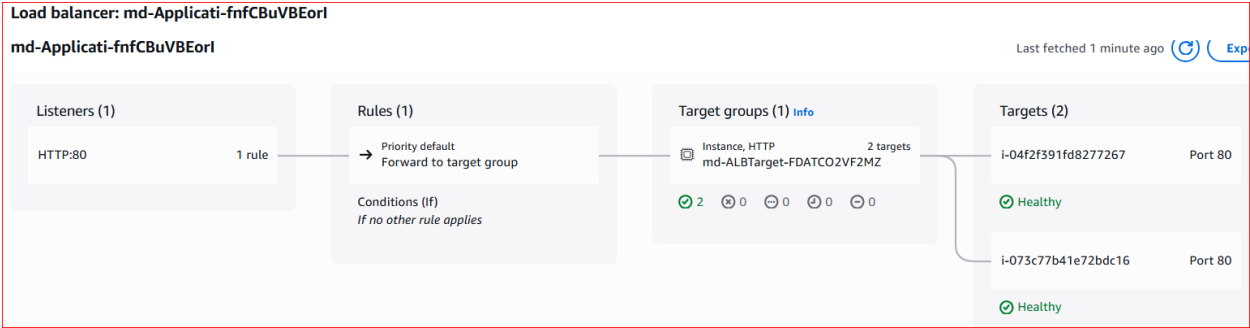 Load balancer: md-Applicati-fnfCBuVBEorI
md-Applicati-fnfCBuVBEorI
Last fetched 1 minute ago
Listeners (1)
HTTP:80 1 rule
Rules (1)
Priority default
Forward to target group
Conditions (If)
If no other rule applies
Target groups (1) Info
Instance, HTTP 2 targets
md-ALBTarget-FDATCO2VF2MZ
2 0 0 0 0
Targets (2)
i-04f2f391fd8277267 Port 80
Healthy
i-073c77b41e72bdc16 Port 80
Healthy